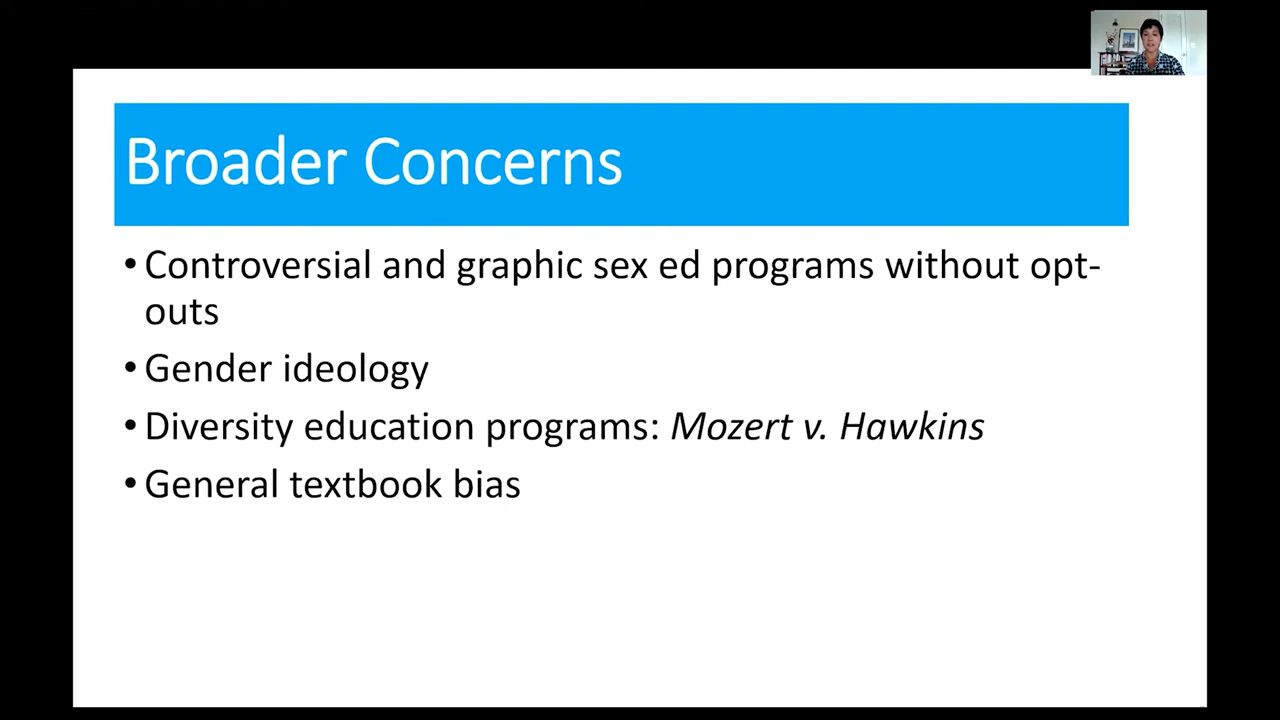 Broader Concerns
• Controversial and graphic sex ed programs without opt-
outs
• Gender ideology
• Diversity education programs: Mozert v. Hawkins
• General textbook bias